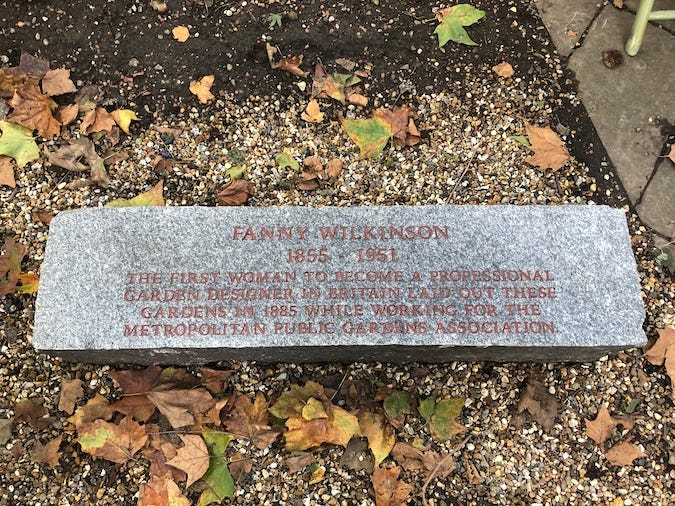 FANNY WILKINSON
1855 - 1951
THE FIRST WOMAN TO BECOME A PROFESSIONAL
GARDEN DESIGNER IN BRITAIN LAID OUT THESE
GARDENS IN 1885 WHILE WORKING FOR THE
METROPOLITAN PUBLIC GARDENS ASSOCIATION.